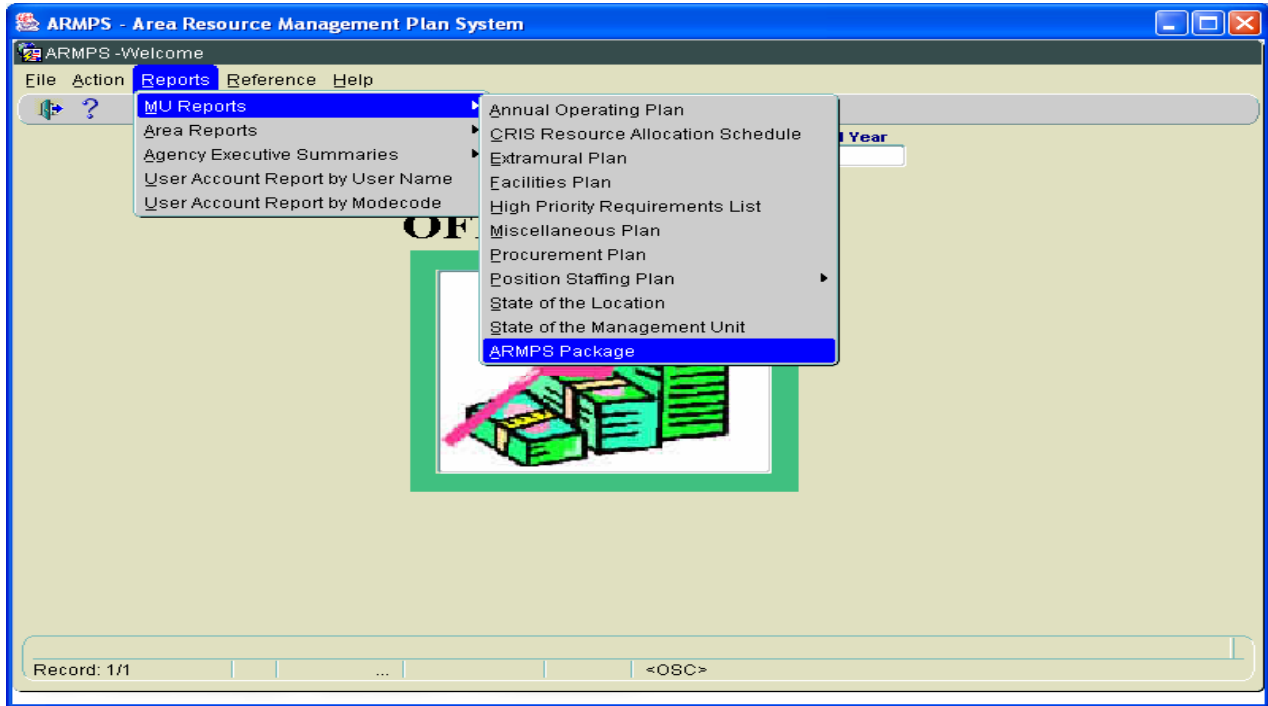 ARMPS - Area Resource Management Plan System
ARMPS -Welcome
File Action Reports Reference Help
?
MU Reports
Area Reports
Agency Executive Summaries
User Account Report by User Name
User Account Report by Modecode
Annual Operating Plan
CRIS Resource Allocation Schedule
Extramural Plan
Facilities Plan
High Priority Requirements List
Miscellaneous Plan
Procurement Plan
Position Staffing Plan
State of the Location
State of the Management Unit
ARMPS Package
Year
OF
Record: 1/1 ... <OSC>